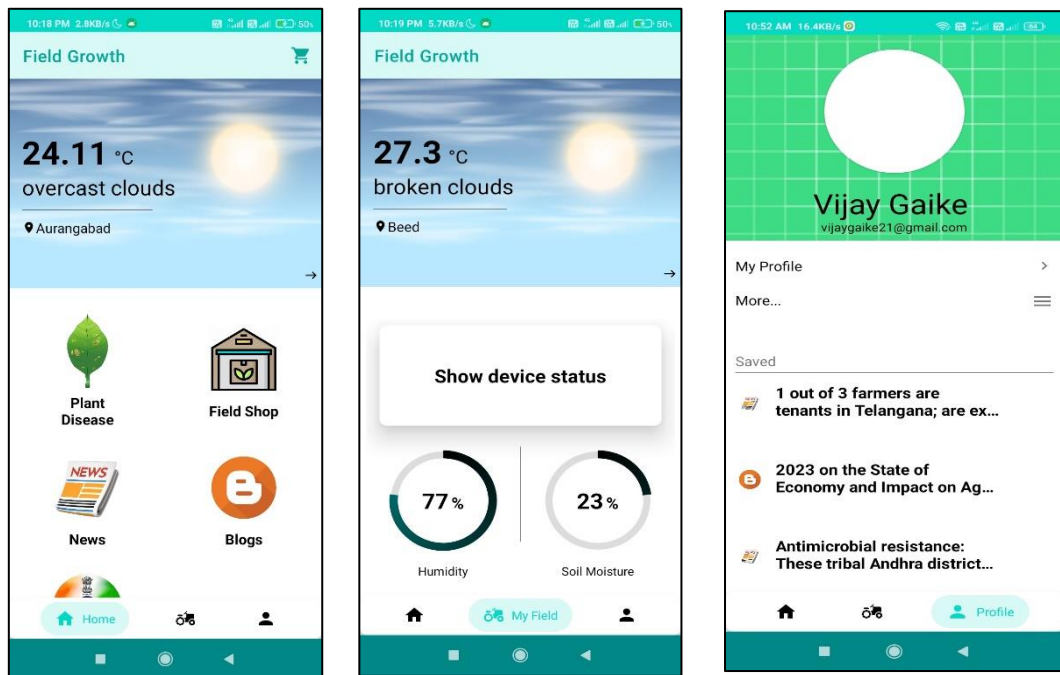 10:18 PM 2.8KB/s
50%
Field Growth
24.11 °C
overcast clouds
Aurangabad
Plant
Disease
Field Shop
NEWS
News
Blogs
Home
10:19 PM 5.7KB/s
50%
Field Growth
27.3 °C
broken clouds
Beed
Show device status
77 %
23 %
Humidity
Soil Moisture
My Field
10:52 AM 16.4KB/s
Vijay Gaike
vijaygaike21@gmail.com
My Profile
More...
Saved
1 out of 3 farmers are
tenants in Telangana; are ex...
2023 on the State of
Economy and Impact on Ag...
Antimicrobial resistance:
These tribal Andhra district...
Profile